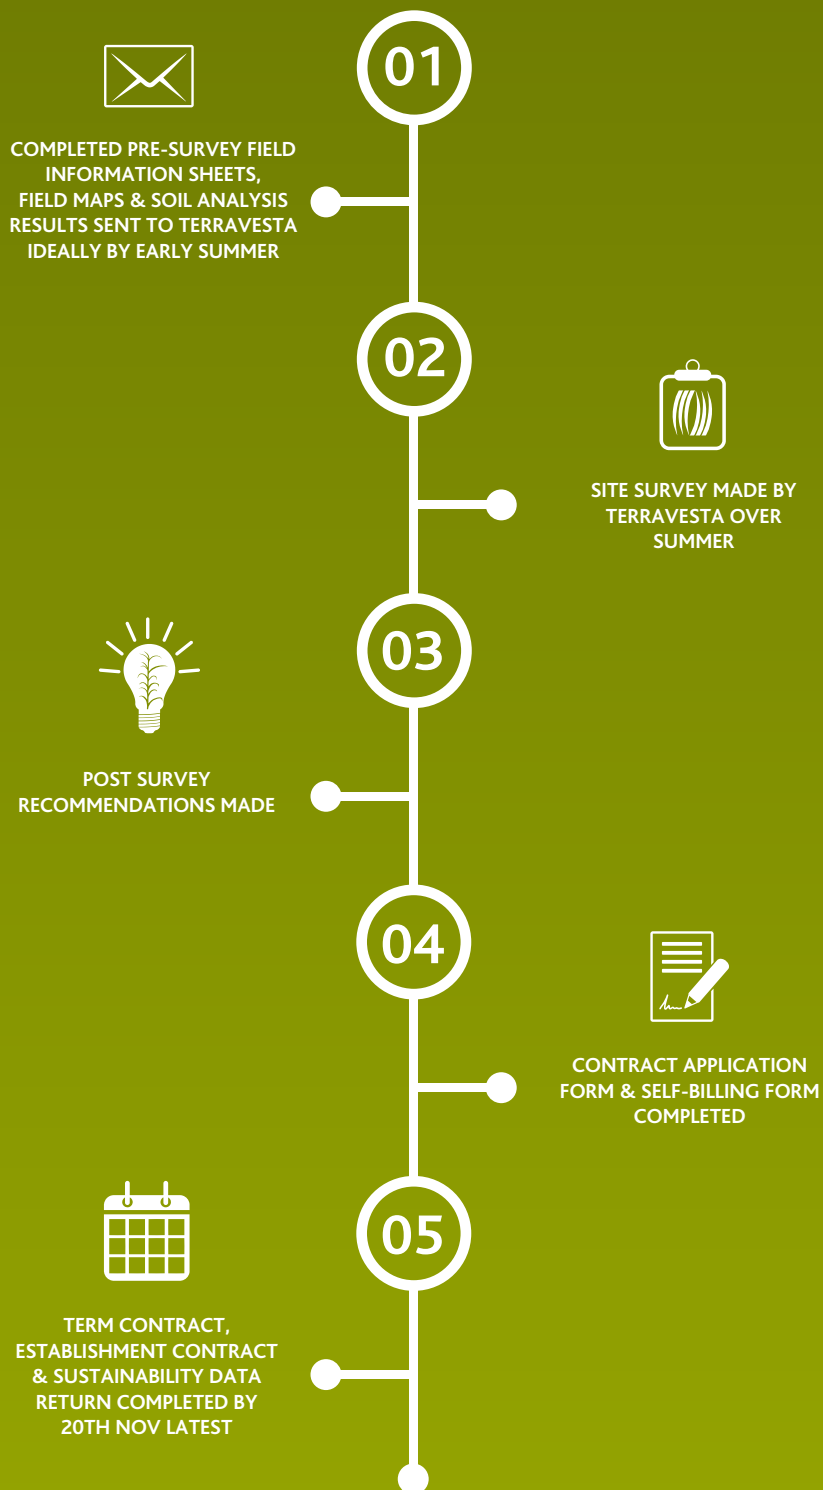 01
COMPLETED PRE-SURVEY FIELD
INFORMATION SHEETS,
FIELD MAPS & SOIL ANALYSIS
RESULTS SENT TO TERRAVESTA
IDEALLY BY EARLY SUMMER
02
SITE SURVEY MADE BY
TERRAVESTA OVER
SUMMER
03
POST SURVEY
RECOMMENDATIONS MADE
04
CONTRACT APPLICATION
FORM & SELF-BILLING FORM
COMPLETED
05
TERM CONTRACT,
ESTABLISHMENT CONTRACT
& SUSTAINABILITY DATA
RETURN COMPLETED BY
20TH NOV LATEST